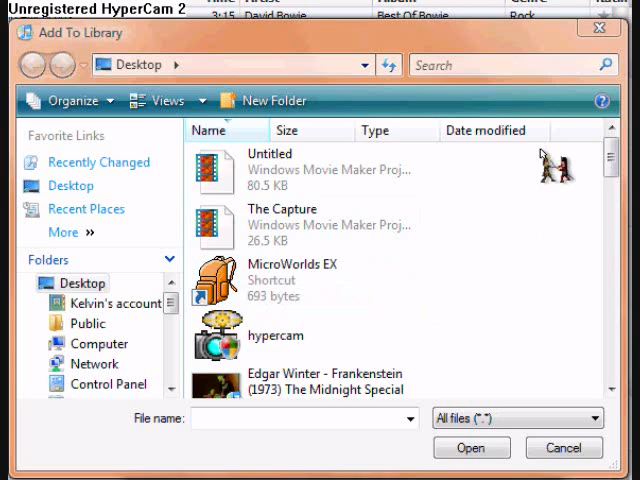 Unregistered HyperCam 2
3:15 David Bowie Best Of Bowie Rock
Add To Library
Desktop
Search
Organize Views New Folder
Favorite Links
Name Size Type Date modified
Recently Changed
Desktop
Recent Places
More »
Folders
Desktop
Kelvin's account
Public
Computer
Network
Control Panel
Untitled
Windows Movie Maker Proj...
80.5 KB
The Capture
Windows Movie Maker Proj...
26.5 KB
MicroWorlds EX
Shortcut
693 bytes
hypercam
Edgar Winter - Frankenstein
(1973) The Midnight Special
File name:
All files (*.*)
Open Cancel